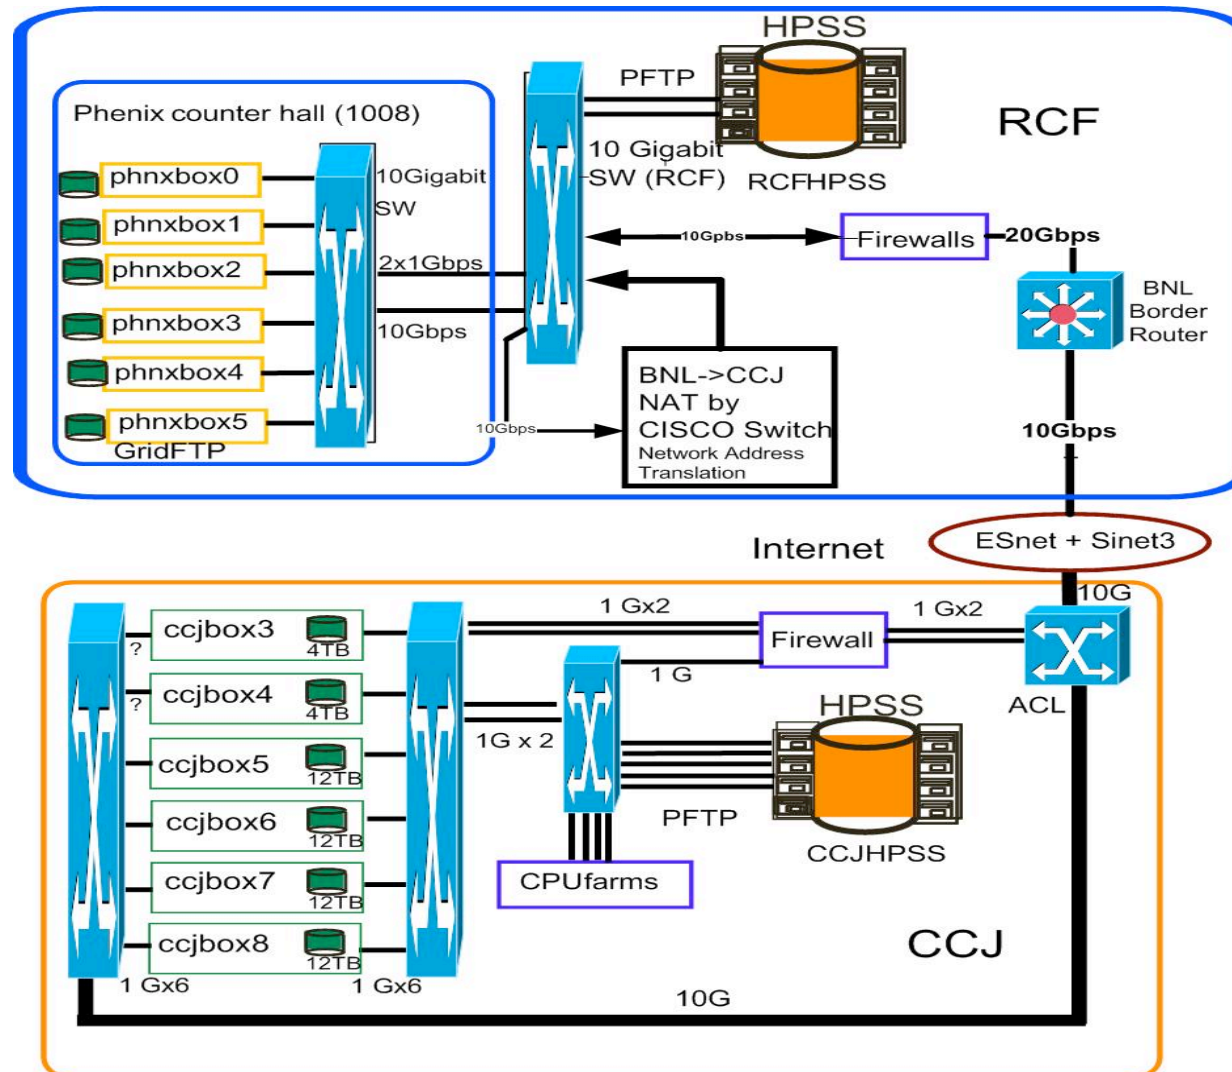 HPSS
PFTP
RCF
Phenix counter hall (1008)
10 Gigabit
SW (RCF)
RCFHPSS
phnxbox0
10Gigabit
SW
phnxbox1
10Gpbs
Firewalls
20Gbps
phnxbox2
2x1Gbps
BNL
Border
Router
phnxbox3
10Gbps
phnxbox4
BNL->CCJ
NAT by
CISCO Switch
Network Address
Translation
phnxbox5
GridFTP
10Gbps
10Gbps
ESnet + Sinet3
Internet
10G
1 Gx2
1 Gx2
ccjbox3
4TB
?
Firewall
1 G
ccjbox4
4TB
?
ACL
HPSS
1G x 2
ccjbox5
12TB
ccjbox6
12TB
PFTP
CCJHPSS
ccjbox7
12TB
CPUfarms
ccjbox8
12TB
CCJ
1 Gx6
1 Gx6
10G